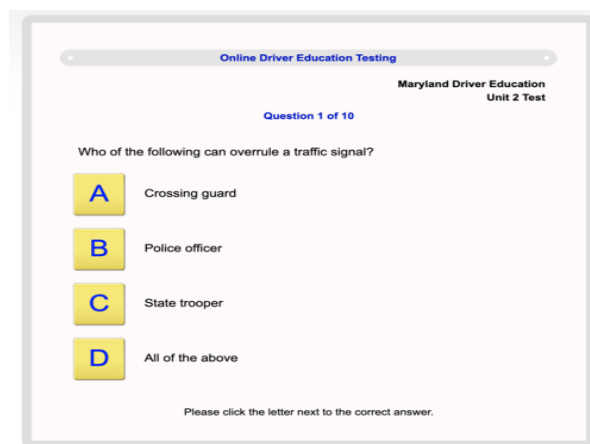 Online Driver Education Testing
Maryland Driver Education
Unit 2 Test
Question 1 of 10
Who of the following can overrule a traffic signal?
A Crossing guard
B Police officer
C State trooper
D All of the above
Please click the letter next to the correct answer.